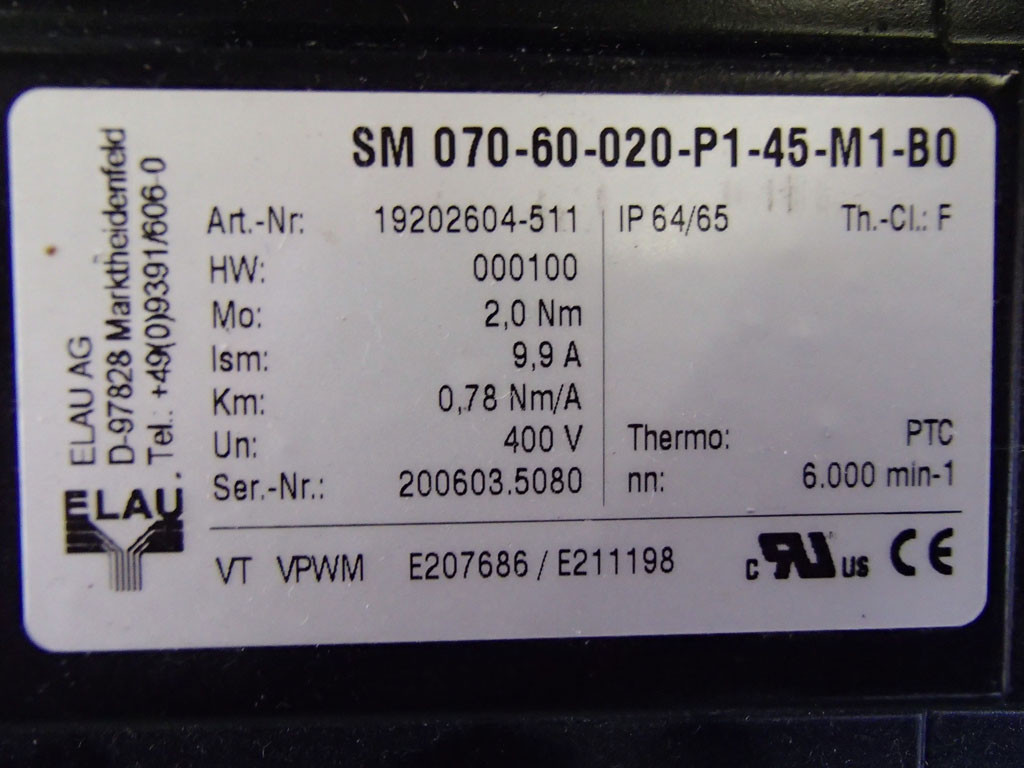 SM 070-60-020-P1-45-M1-B0
Art.-Nr: 19202604-511
HW: 000100
Mo: 2,0 Nm
Ism: 9,9 A
Km: 0,78 Nm/A
Un: 400 V
Ser.-Nr.: 200603.5080
IP 64/65 Th.-Cl.: F
Thermo: PTC
nn: 6.000 min-1
VT VPWM E207686 / E211198 c RU US CE
ELAU AG
D-97828 Marktheidenfeld
Tel.: +49(0)9391/606-0
ELAU